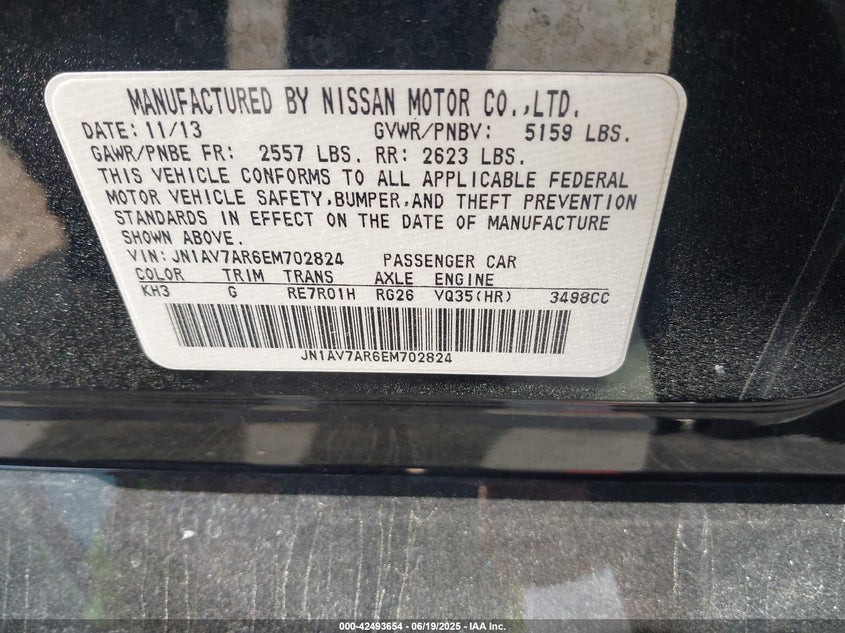 MANUFACTURED BY NISSAN MOTOR CO.,LTD.
DATE: 11/13 GVWR/PNBV: 5159 LBS.
GAWR/PNBE FR: 2557 LBS. RR: 2623 LBS.
THIS VEHICLE CONFORMS TO ALL APPLICABLE FEDERAL
MOTOR VEHICLE SAFETY,BUMPER,AND THEFT PREVENTION
STANDARDS IN EFFECT ON THE DATE OF MANUFACTURE
SHOWN ABOVE.
VIN: JN1AV7AR6EM702824 PASSENGER CAR
COLOR TRIM TRANS AXLE ENGINE
KH3 G RE7R01H RG26 VQ35(HR) 3498CC
JN1AV7AR6EM702824
000-42493654 - 06/19/2025 - IAA Inc.